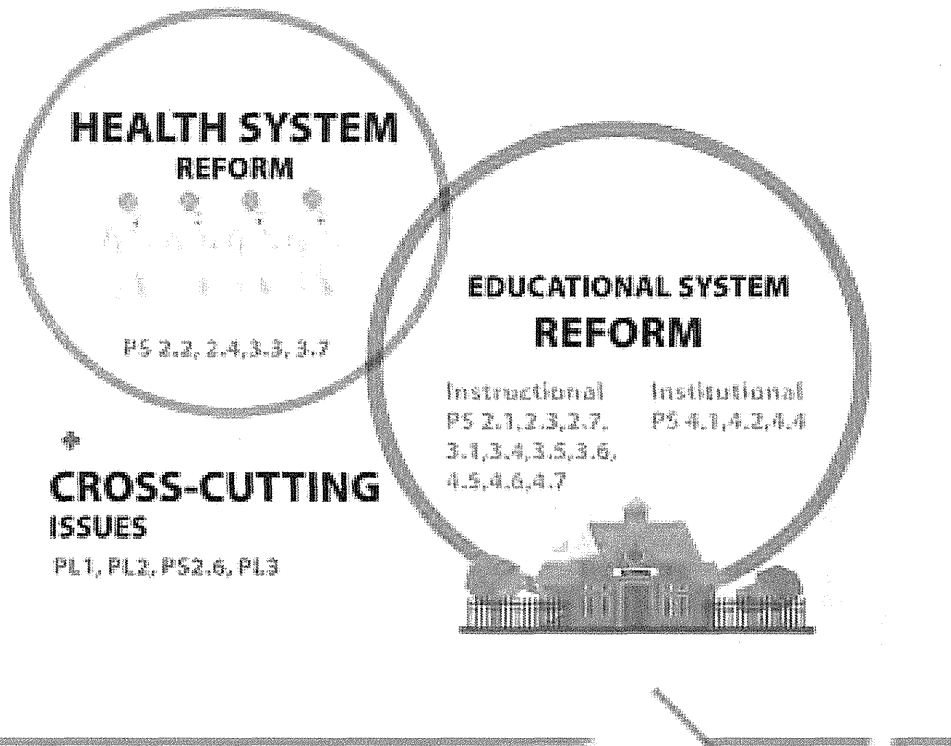 HEALTH SYSTEM
REFORM
PS 2.2, 2.4,3.3, 3.7
EDUCATIONAL SYSTEM
REFORM
Instructional
PS 2.1,2.3,2.7,
3.1,3.4,3.5,3.6,
4.5,4.6,4.7
Institutional
PS 4.1,4.2,4.4
+
CROSS-CUTTING
ISSUES
PL1, PL2, PS2.6, PL3